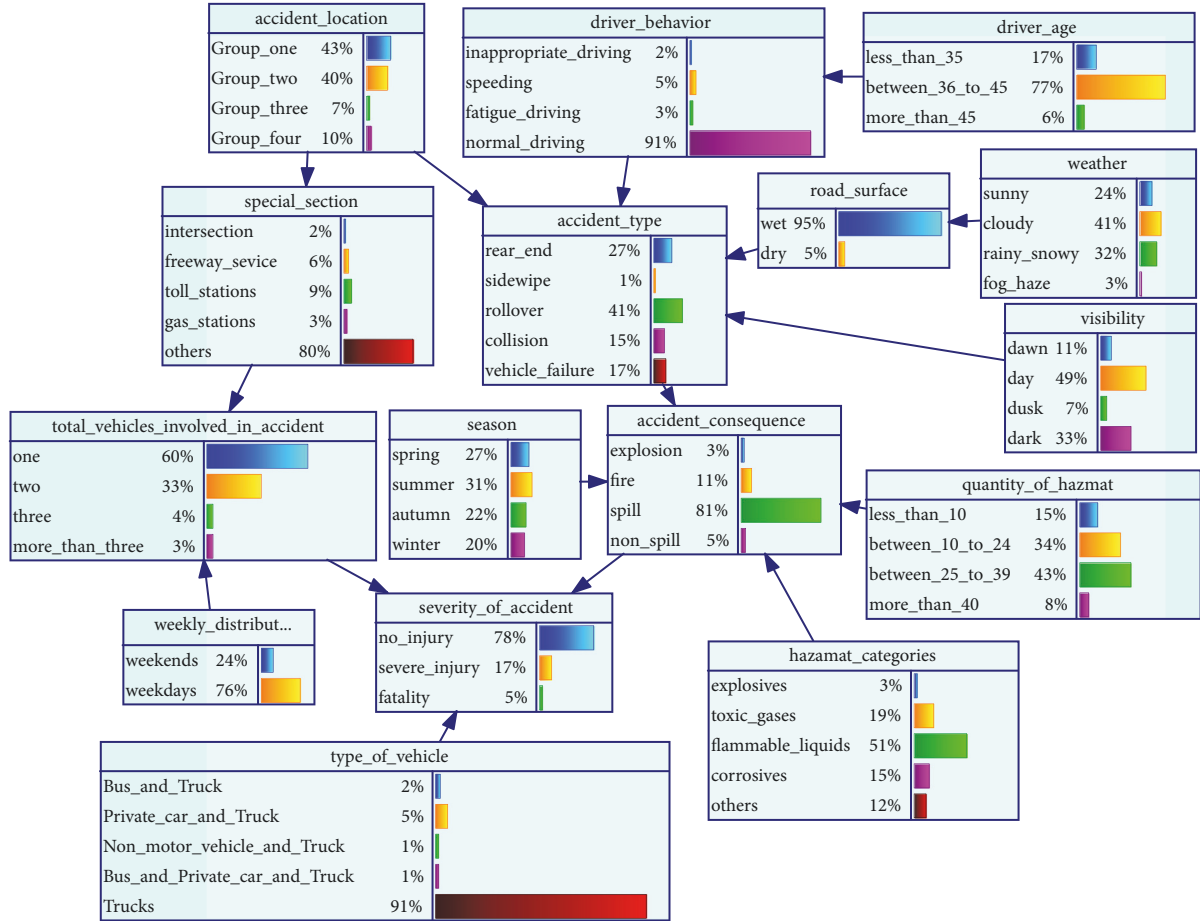 accident_location
Group_one 43%
Group_two 40%
Group_three 7%
Group_four 10%
driver_behavior
inappropriate_driving 2%
speeding 5%
fatigue_driving 3%
normal_driving 91%
driver_age
less_than_35 17%
between_36_to_45 77%
more_than_45 6%
weather
sunny 24%
cloudy 41%
rainy_snowy 32%
fog_haze 3%
road_surface
wet 95%
dry 5%
special_section
intersection 2%
freeway_sevice 6%
toll_stations 9%
gas_stations 3%
others 80%
accident_type
rear_end 27%
sidewipe 1%
rollover 41%
collision 15%
vehicle_failure 17%
visibility
dawn 11%
day 49%
dusk 7%
dark 33%
total_vehicles_involved_in_accident
one 60%
two 33%
three 4%
more_than_three 3%
season
spring 27%
summer 31%
autumn 22%
winter 20%
accident_consequence
explosion 3%
fire 11%
spill 81%
non_spill 5%
quantity_of_hazmat
less_than_10 15%
between_10_to_24 34%
between_25_to_39 43%
more_than_40 8%
weekly_distribut...
weekends 24%
weekdays 76%
severity_of_accident
no_injury 78%
severe_injury 17%
fatality 5%
hazamat_categories
explosives 3%
toxic_gases 19%
flammable_liquids 51%
corrosives 15%
others 12%
type_of_vehicle
Bus_and_Truck 2%
Private_car_and_Truck 5%
Non_motor_vehicle_and_Truck 1%
Bus_and_Private_car_and_Truck 1%
Trucks 91%